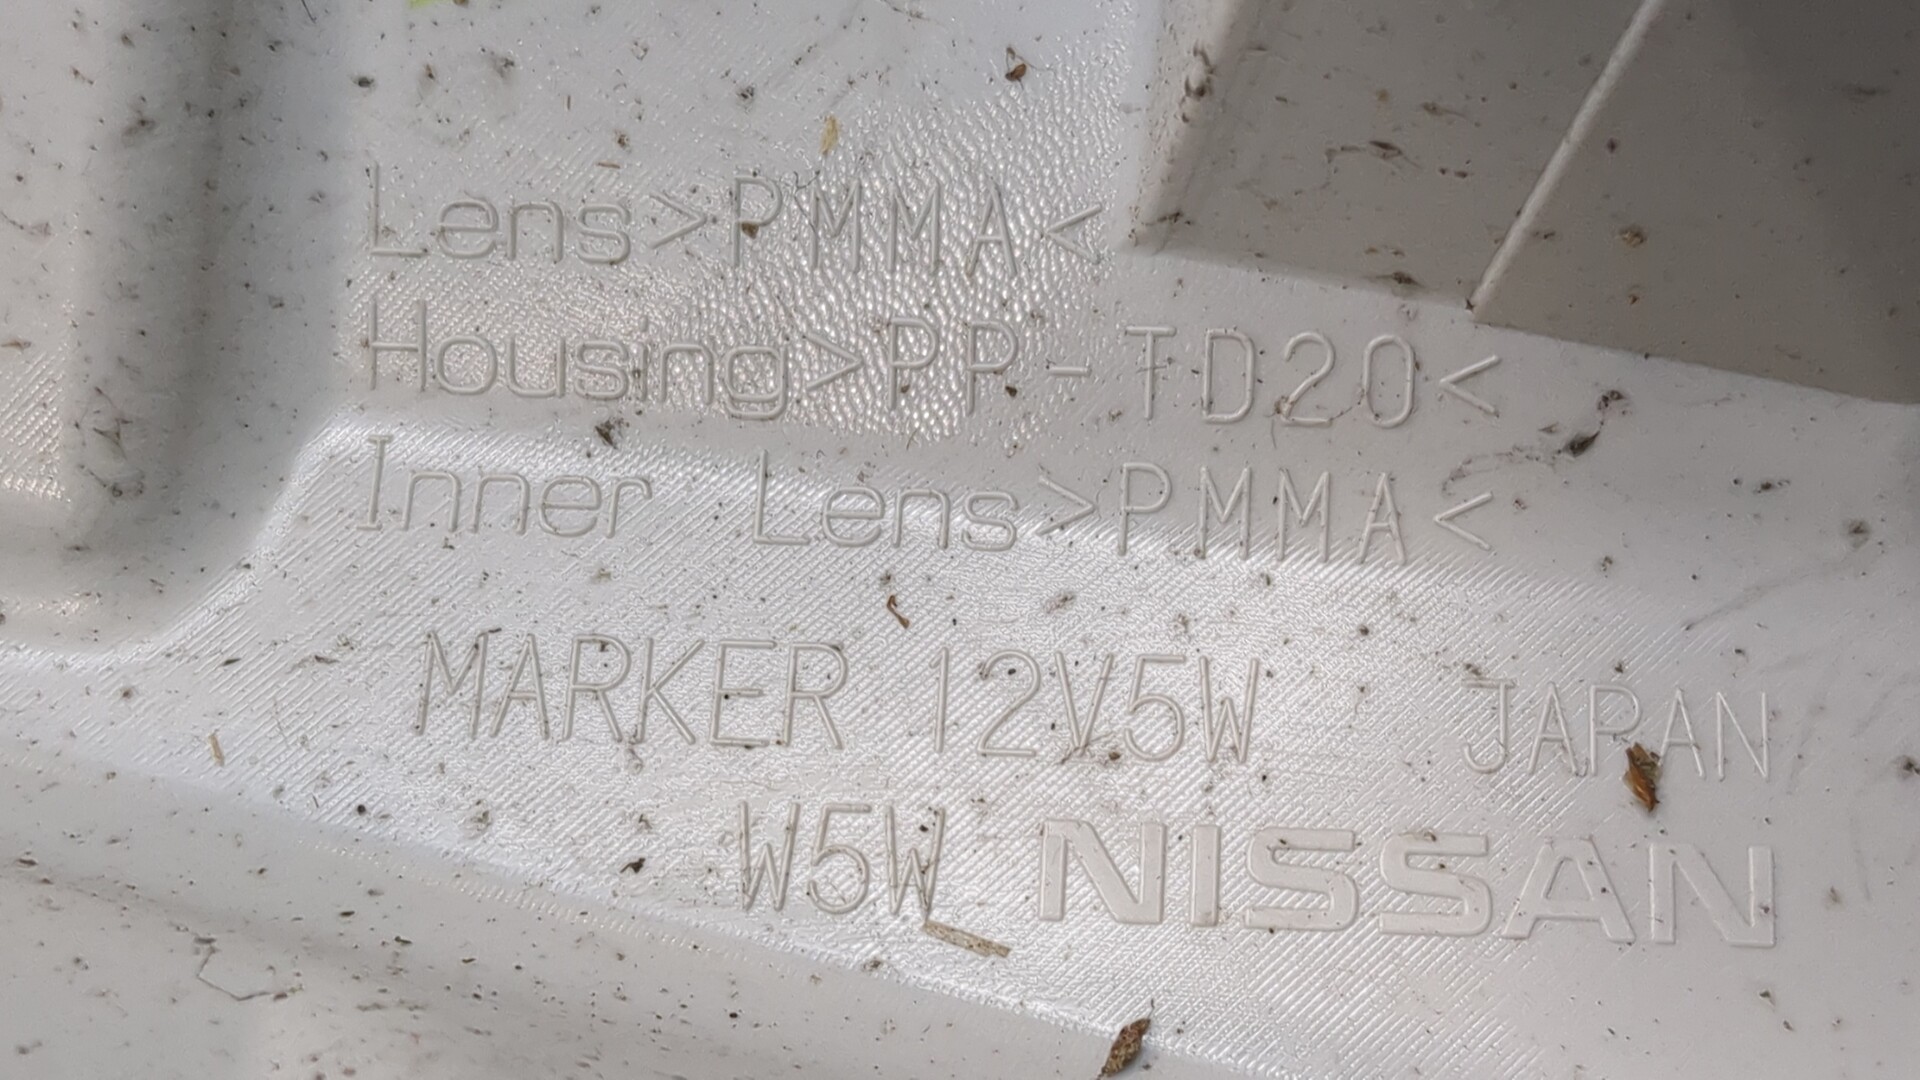 Lens>PMMA<
Housing>PP-TD20<
Inner Lens>PMMA<
MARKER 12V5W JAPAN
W5W NISSAN